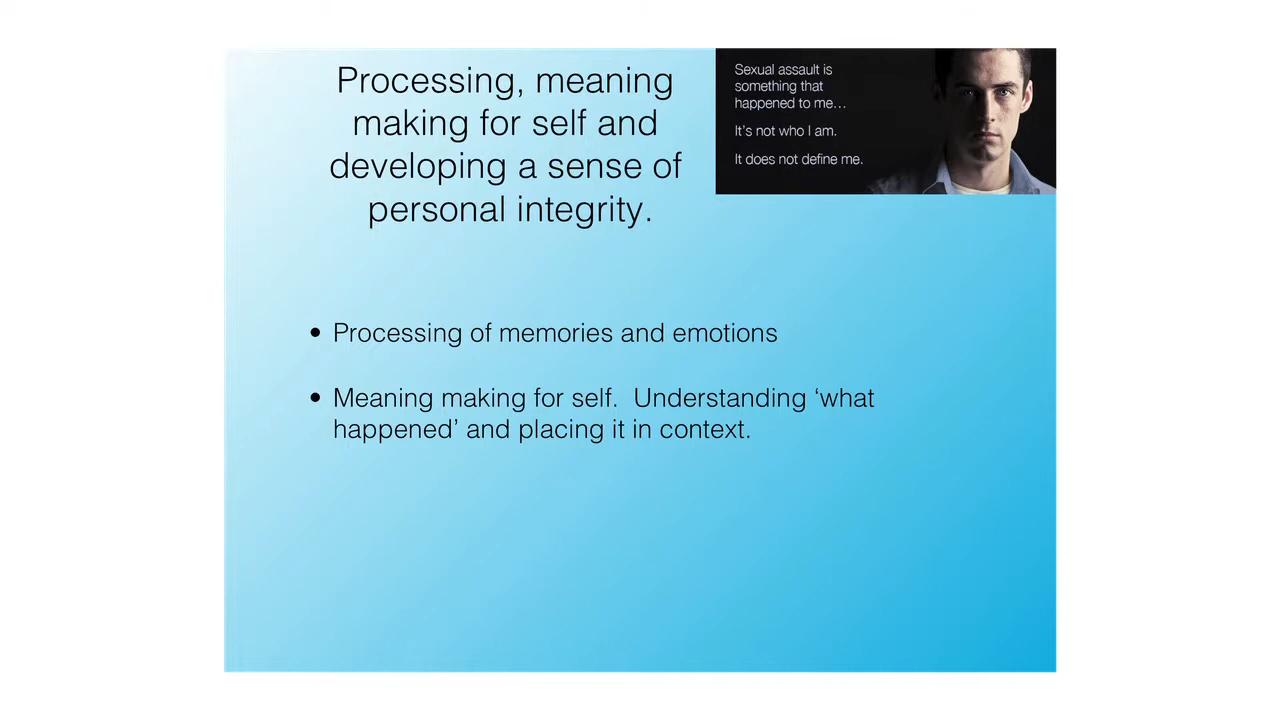 Processing, meaning
making for self and
developing a sense of
personal integrity.
Sexual assault is
something that
happened to me…
It's not who I am.
It does not define me.
• Processing of memories and emotions
• Meaning making for self.  Understanding ‘what
happened’ and placing it in context.